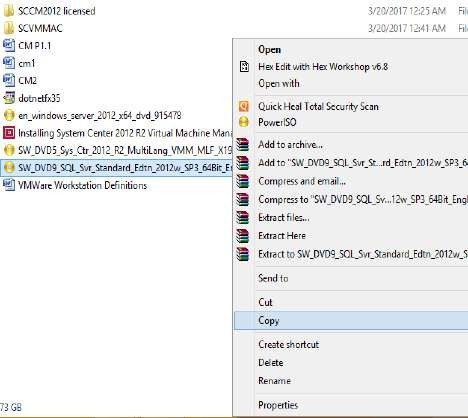 SCCM2012 licensed 3/20/2017 12:25 AM File
SCVMMAC 3/20/2017 12:41 AM File
CM P1.1
cm1
CM2
dotnetfx35
en_windows_server_2012_x64_dvd_915478
Installing System Center 2012 R2 Virtual Machine Mana
SW_DVD5_Sys_Ctr_2012_R2_MultiLang_VMM_MLF_X19
SW_DVD9_SQL_Svr_Standard_Edtn_2012w_SP3_64Bit_En
VMWare Workstation Definitions
Open
Hex Edit with Hex Workshop v6.8
Open with
Quick Heal Total Security Scan
PowerISO
Add to archive...
Add to "SW_DVD9_SQL_Svr_St...rd_Edtn_2012w_SP3_6
Compress and email...
Compress to "SW_DVD9_SQL_Sv...12w_SP3_64Bit_Engl
Extract files...
Extract Here
Extract to SW_DVD9_SQL_Svr_Standard_Edtn_2012w_S
Send to
Cut
Copy
Create shortcut
Delete
Rename
Properties
73 GB